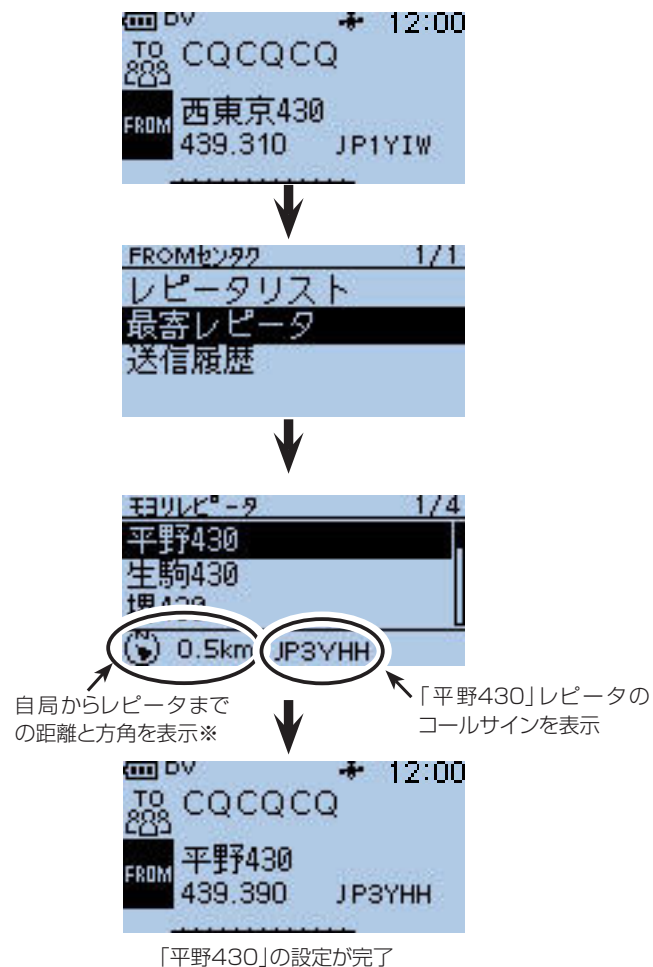 DV 12:00
TO CQCQCQ
FROM 西東京430
439.310 JP1YIW
FROMセンタク 1/1
レピータリスト
最寄レピータ
送信履歴
モヨリレピータ 1/4
平野430
生駒430
堺430
N 0.5km JP3YHH
自局からレピータまで
の距離と方角を表示※
「平野430」レピータの
コールサインを表示
DV 12:00
TO CQCQCQ
FROM 平野430
439.390 JP3YHH
「平野430」の設定が完了